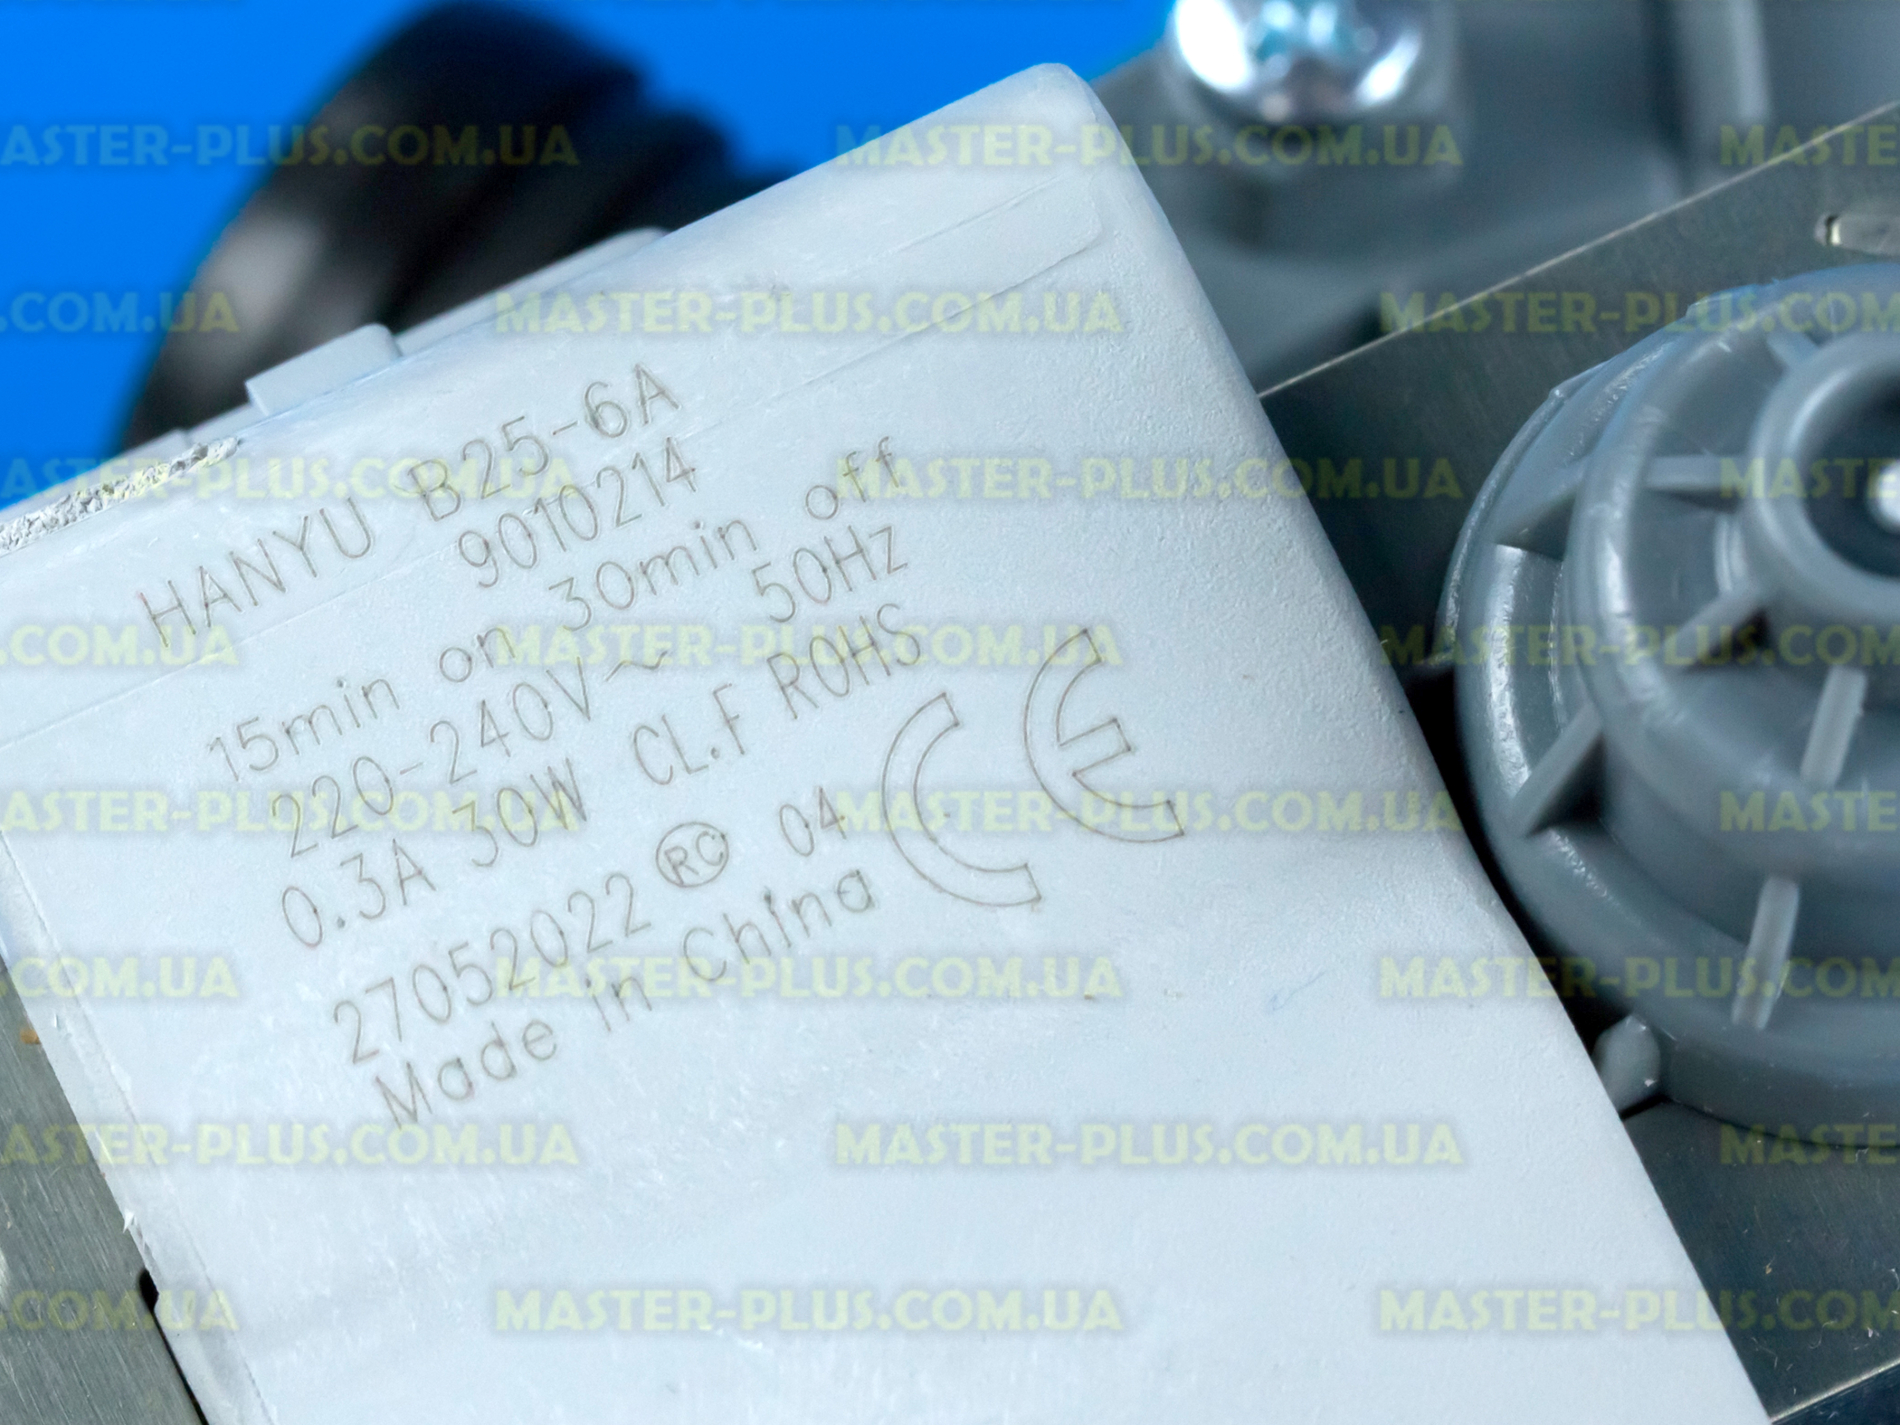 HANYU B25-6A
9010214
15min on 30min off
220-240V~ 50Hz
0.3A 30W CL.F ROHS
27052022 RC 04 CE
Made in China
MASTER-PLUS.COM.UA